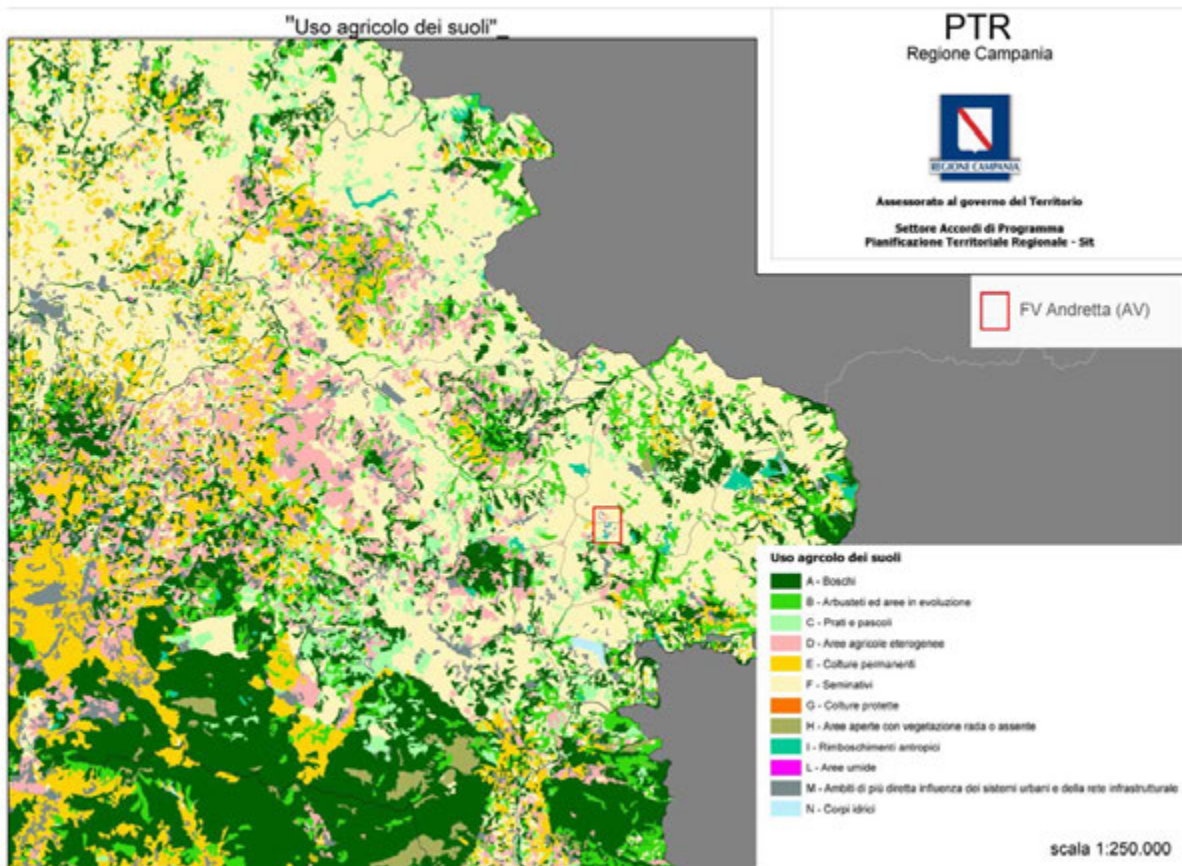 "Uso agricolo dei suoli"_
PTR
Regione Campania
REGIONE CAMPANIA
Assessorato al governo del Territorio
Settore Accordi di Programma
Pianificazione Territoriale Regionale - Sit
FV Andretta (AV)
Uso agrcolo dei suoli
A - Boschi
B - Arbusteti ed aree in evoluzione
C - Prati e pascoli
D - Aree agricole eterogenee
E - Colture permanenti
F - Seminativi
G - Colture protette
H - Aree aperte con vegetazione rada o assente
I - Rimboschimenti antropici
L - Aree umide
M - Ambiti di più diretta influenza dei sistemi urbani e della rete infrastrutturale
N - Corpi idrici
scala 1:250.000